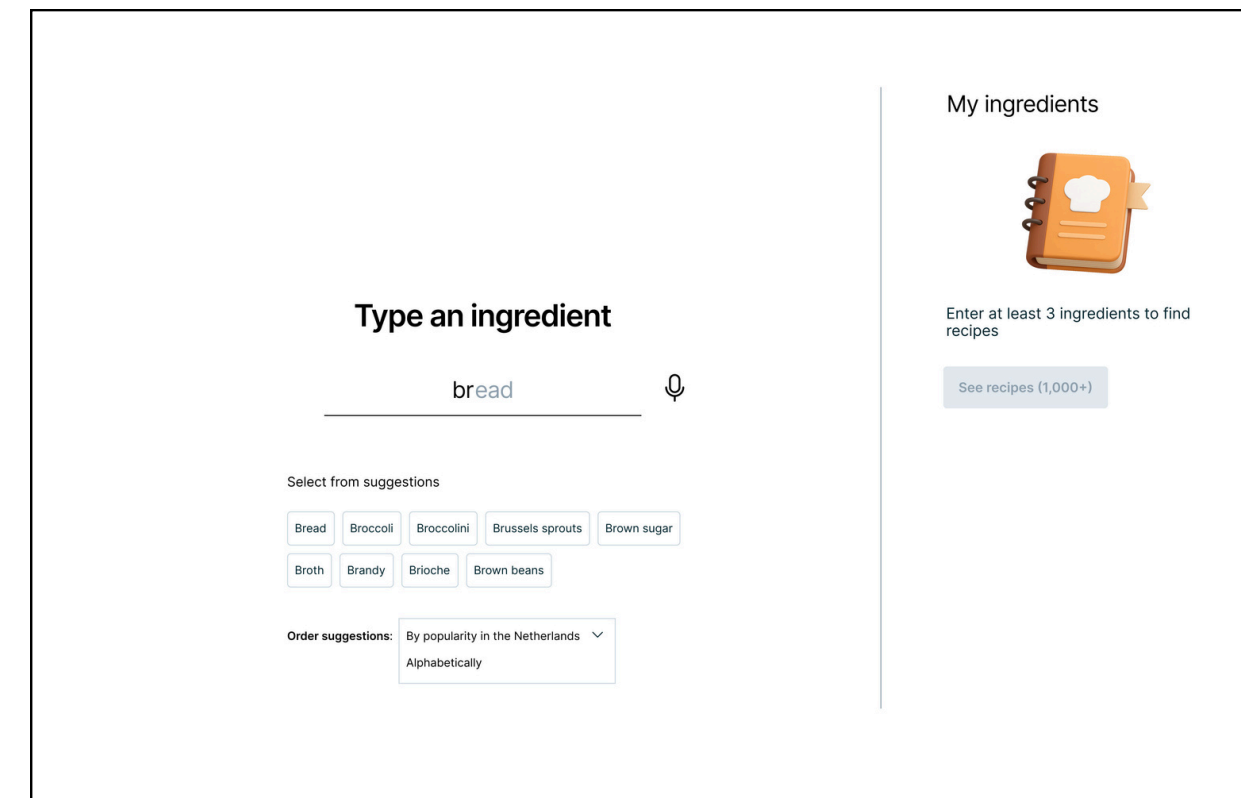 Type an ingredient
bread
Select from suggestions
Bread Broccoli Broccolini Brussels sprouts Brown sugar
Broth Brandy Brioche Brown beans
Order suggestions: By popularity in the Netherlands
Alphabetically
My ingredients
Enter at least 3 ingredients to find
recipes
See recipes (1,000+)